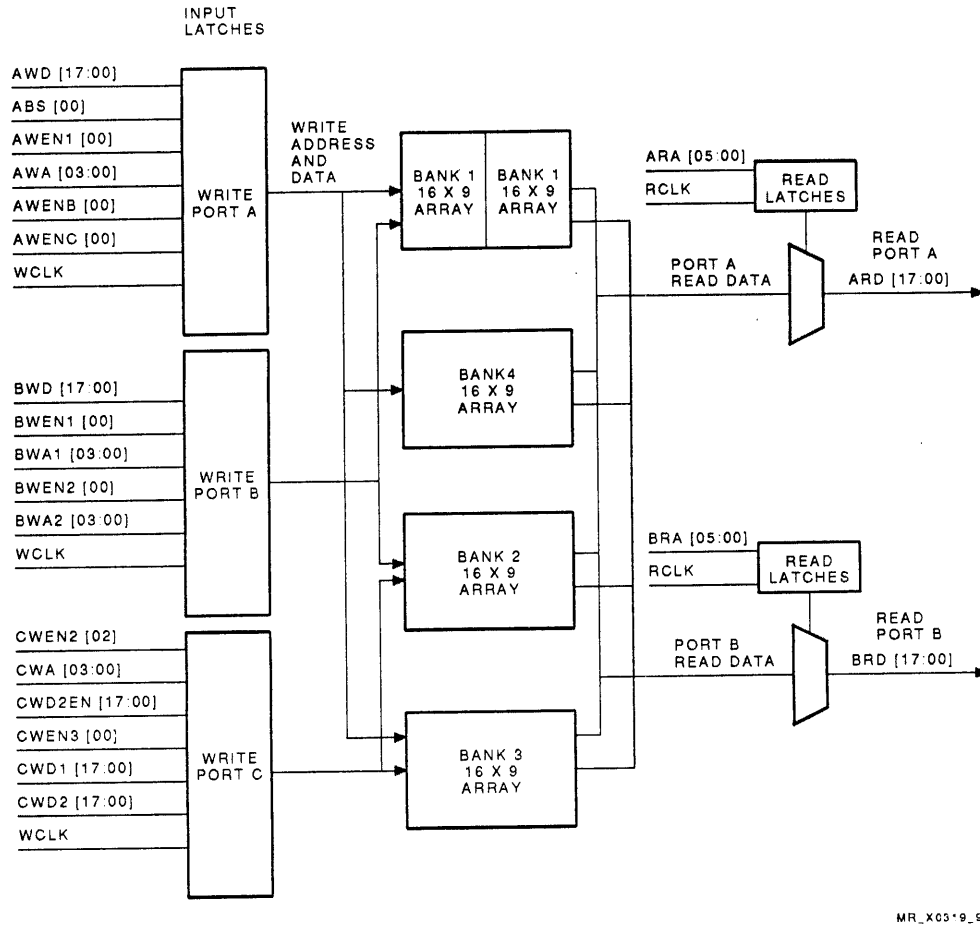 INPUT
LATCHES
AWD [17:00]
ABS [00]
AWEN1 [00]
AWA [03:00]
AWENB [00]
AWENC [00]
WCLK
WRITE
PORT A
WRITE
ADDRESS
AND
DATA
BANK 1
16 X 9
ARRAY
BANK 1
16 X 9
ARRAY
ARA [05:00]
RCLK
READ
LATCHES
PORT A
READ DATA
READ
PORT A
ARD [17:00]
BWD [17:00]
BWEN1 [00]
BWA1 [03:00]
BWEN2 [00]
BWA2 [03:00]
WCLK
WRITE
PORT B
BANK4
16 X 9
ARRAY
BANK 2
16 X 9
ARRAY
BRA [05:00]
RCLK
READ
LATCHES
PORT B
READ DATA
READ
PORT B
BRD [17:00]
CWEN2 [02]
CWA [03:00]
CWD2EN [17:00]
CWEN3 [00]
CWD1 [17:00]
CWD2 [17:00]
WCLK
WRITE
PORT C
BANK 3
16 X 9
ARRAY